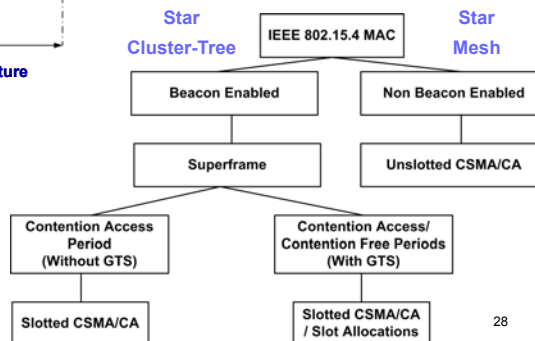 Star
Cluster-Tree
IEEE 802.15.4 MAC
Star
Mesh
ture
Beacon Enabled
Non Beacon Enabled
Superframe
Unslotted CSMA/CA
Contention Access
Period
(Without GTS)
Contention Access/
Contention Free Periods
(With GTS)
Slotted CSMA/CA
Slotted CSMA/CA
/ Slot Allocations
28